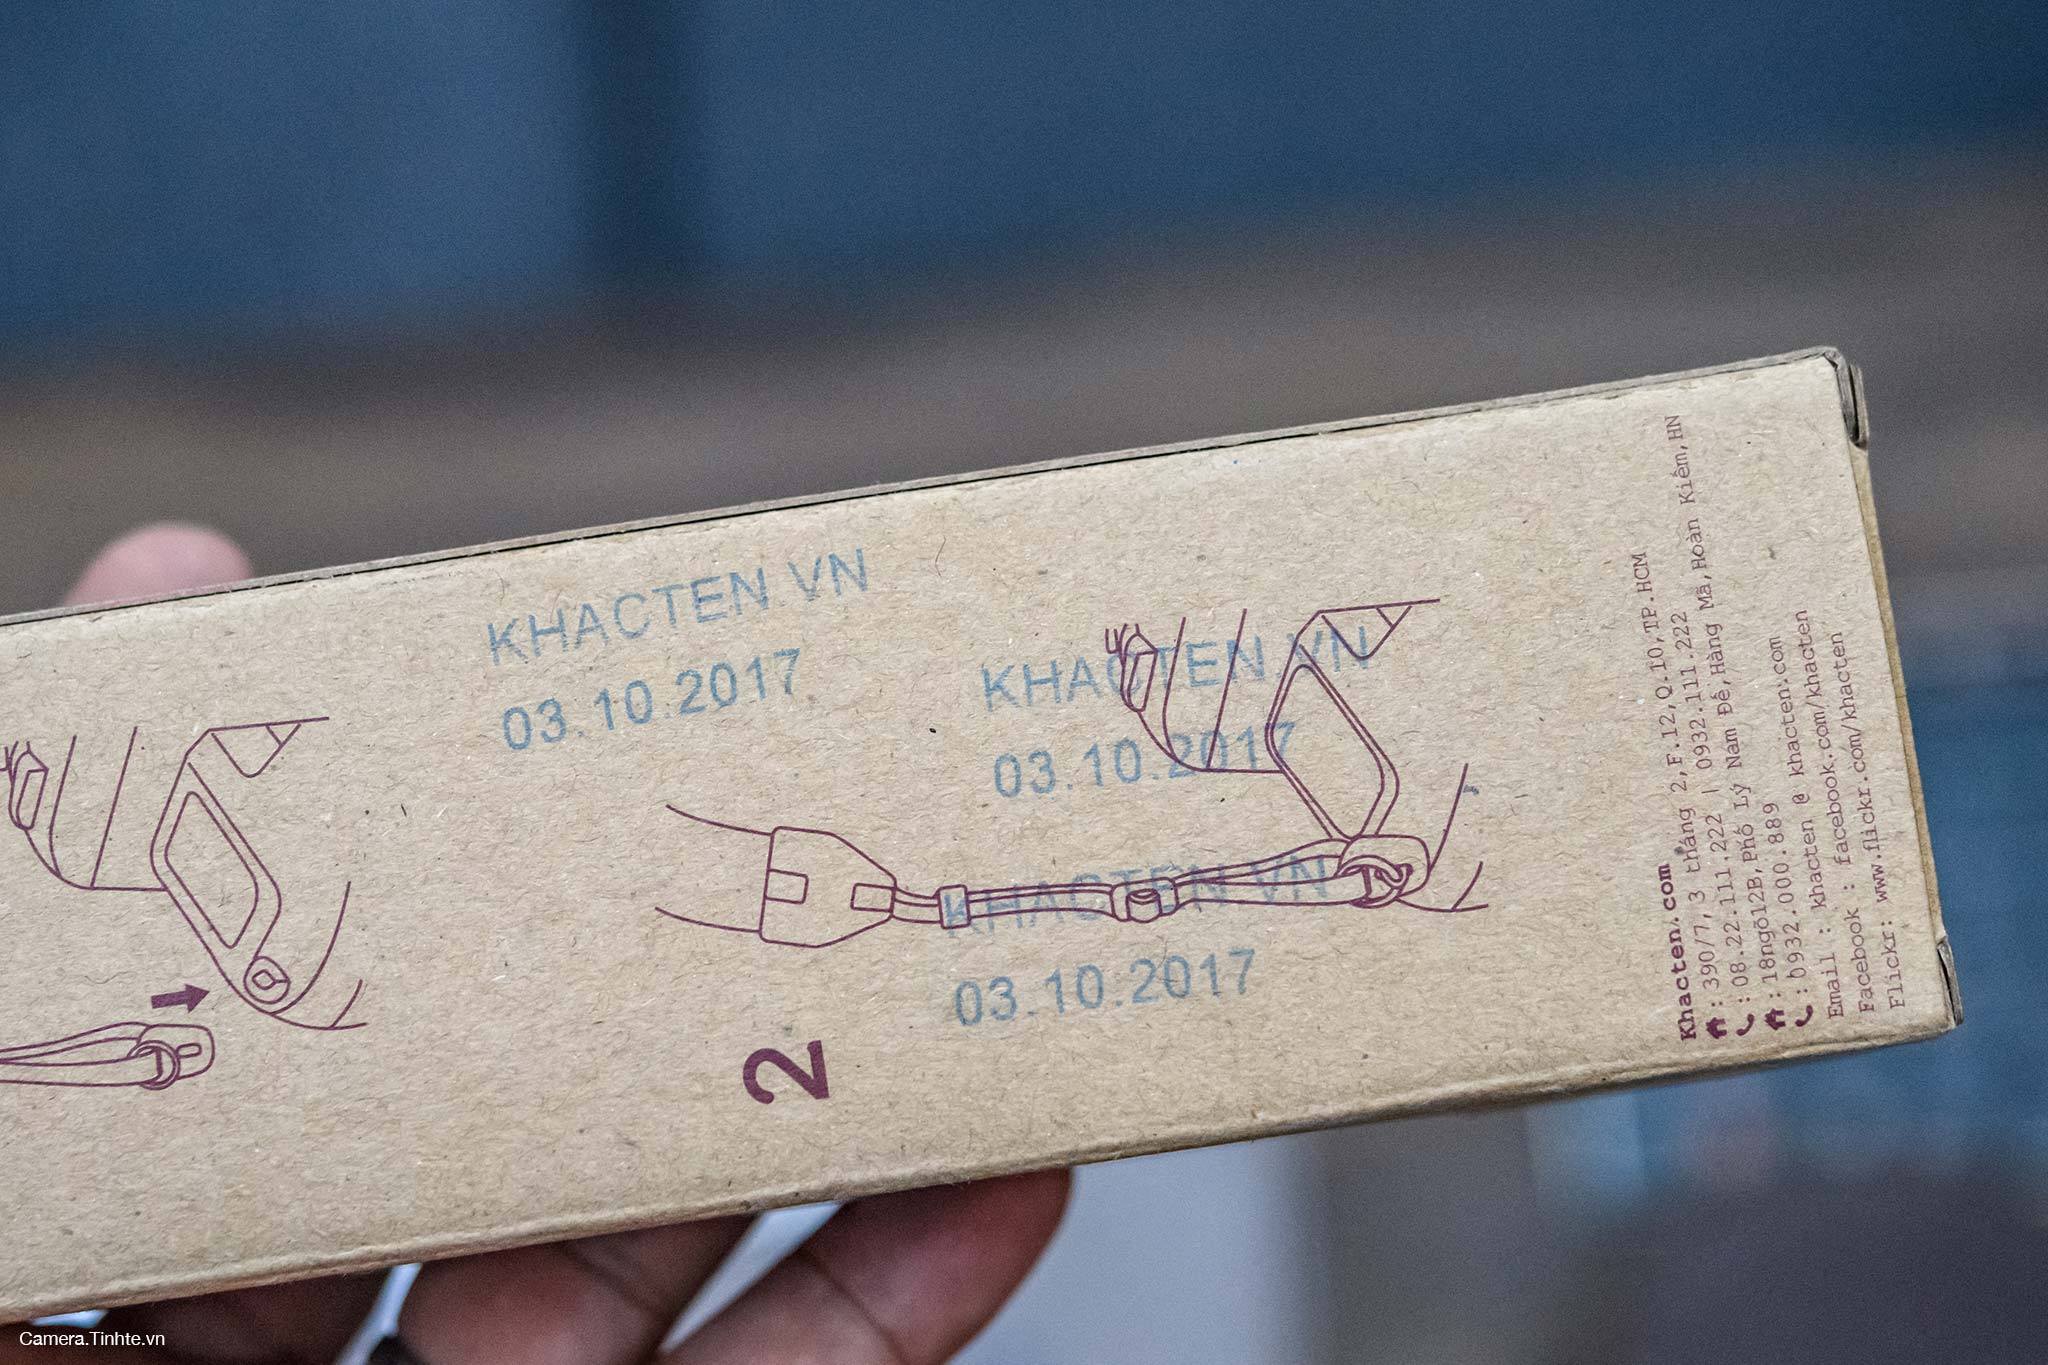 KHACTEN.VN
03.10.2017
KHACTEN.VN
03.10.2017
KHACTEN.VN
03.10.2017
2
Khacten.com
: 390/7, 3 tháng 2,F.12,Q.10,TP.HCM
: 08.22.111.222 | 0932.111.222
: 18ngõ12B,Phố Lý Nam Đế,Hàng Mã,Hoàn Kiếm,HN
: 0932.000.889
Email : khacten @ khacten.com
Facebook : facebook.com/khacten
Flickr: www.flickr.com/khacten
Camera.Tinhte.vn